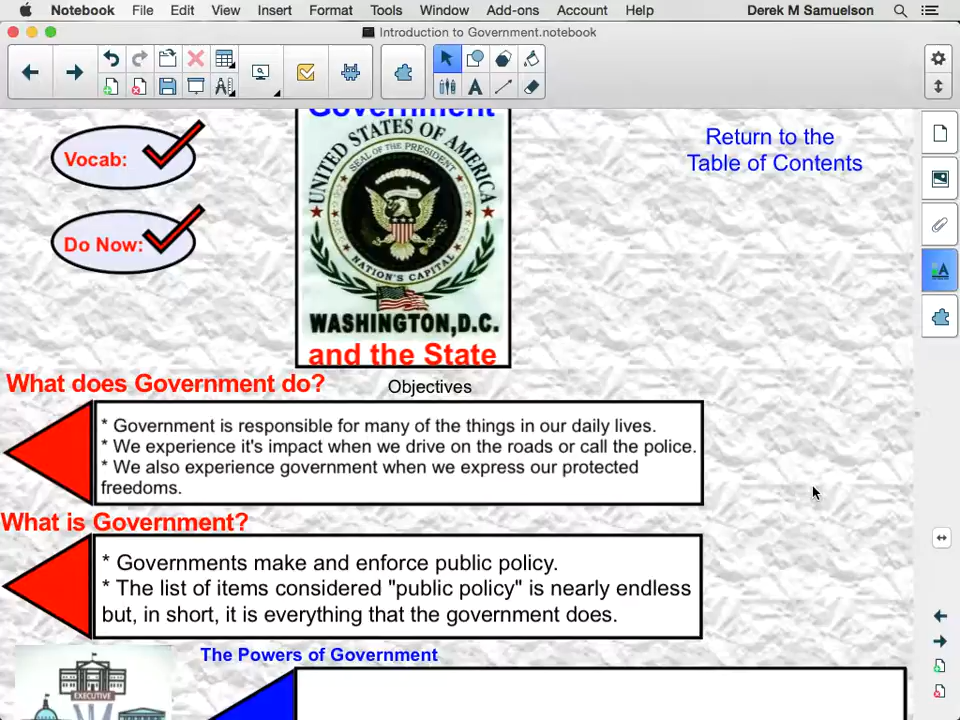 Notebook File Edit View Insert Format Tools Window Add-ons Account Help Derek M Samuelson
Introduction to Government.notebook
Government
Return to the
Table of Contents
Vocab:
Do Now:
UNITED STATES OF AMERICA
SEAL OF THE PRESIDENT
NATION'S CAPITAL
WASHINGTON,D.C.
and the State
What does Government do?
Objectives
* Government is responsible for many of the things in our daily lives.
* We experience it's impact when we drive on the roads or call the police.
* We also experience government when we express our protected
freedoms.
What is Government?
* Governments make and enforce public policy.
* The list of items considered "public policy" is nearly endless
but, in short, it is everything that the government does.
The Powers of Government
EXECUTIVE